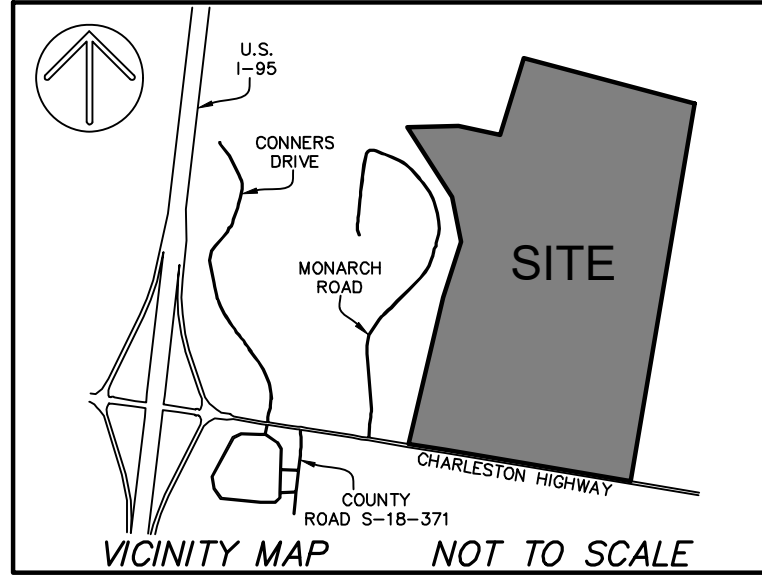 U.S.
I-95
CONNERS
DRIVE
MONARCH
ROAD
SITE
CHARLESTON HIGHWAY
COUNTY
ROAD S-18-371
VICINITY MAP NOT TO SCALE